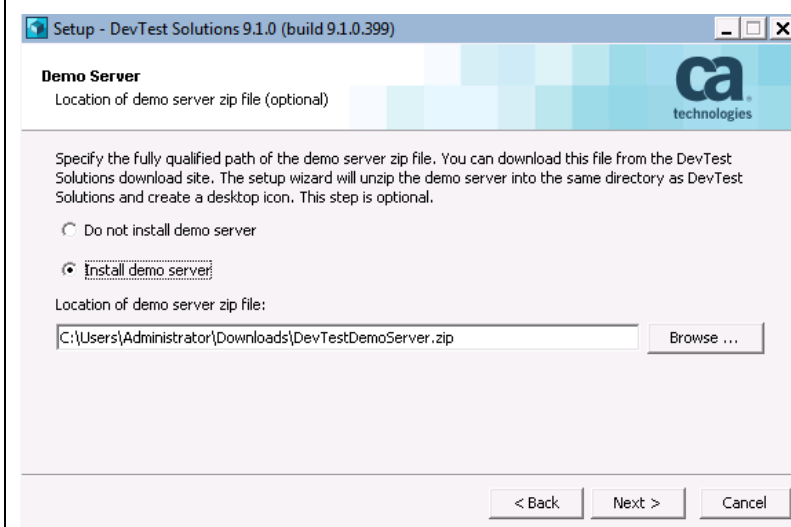 Setup - DevTest Solutions 9.1.0 (build 9.1.0.399)
Demo Server
Location of demo server zip file (optional)
ca
technologies
Specify the fully qualified path of the demo server zip file. You can download this file from the DevTest
Solutions download site. The setup wizard will unzip the demo server into the same directory as DevTest
Solutions and create a desktop icon. This step is optional.
Do not install demo server
Install demo server
Location of demo server zip file:
C:\Users\Administrator\Downloads\DevTestDemoServer.zip
Browse ...
< Back
Next >
Cancel